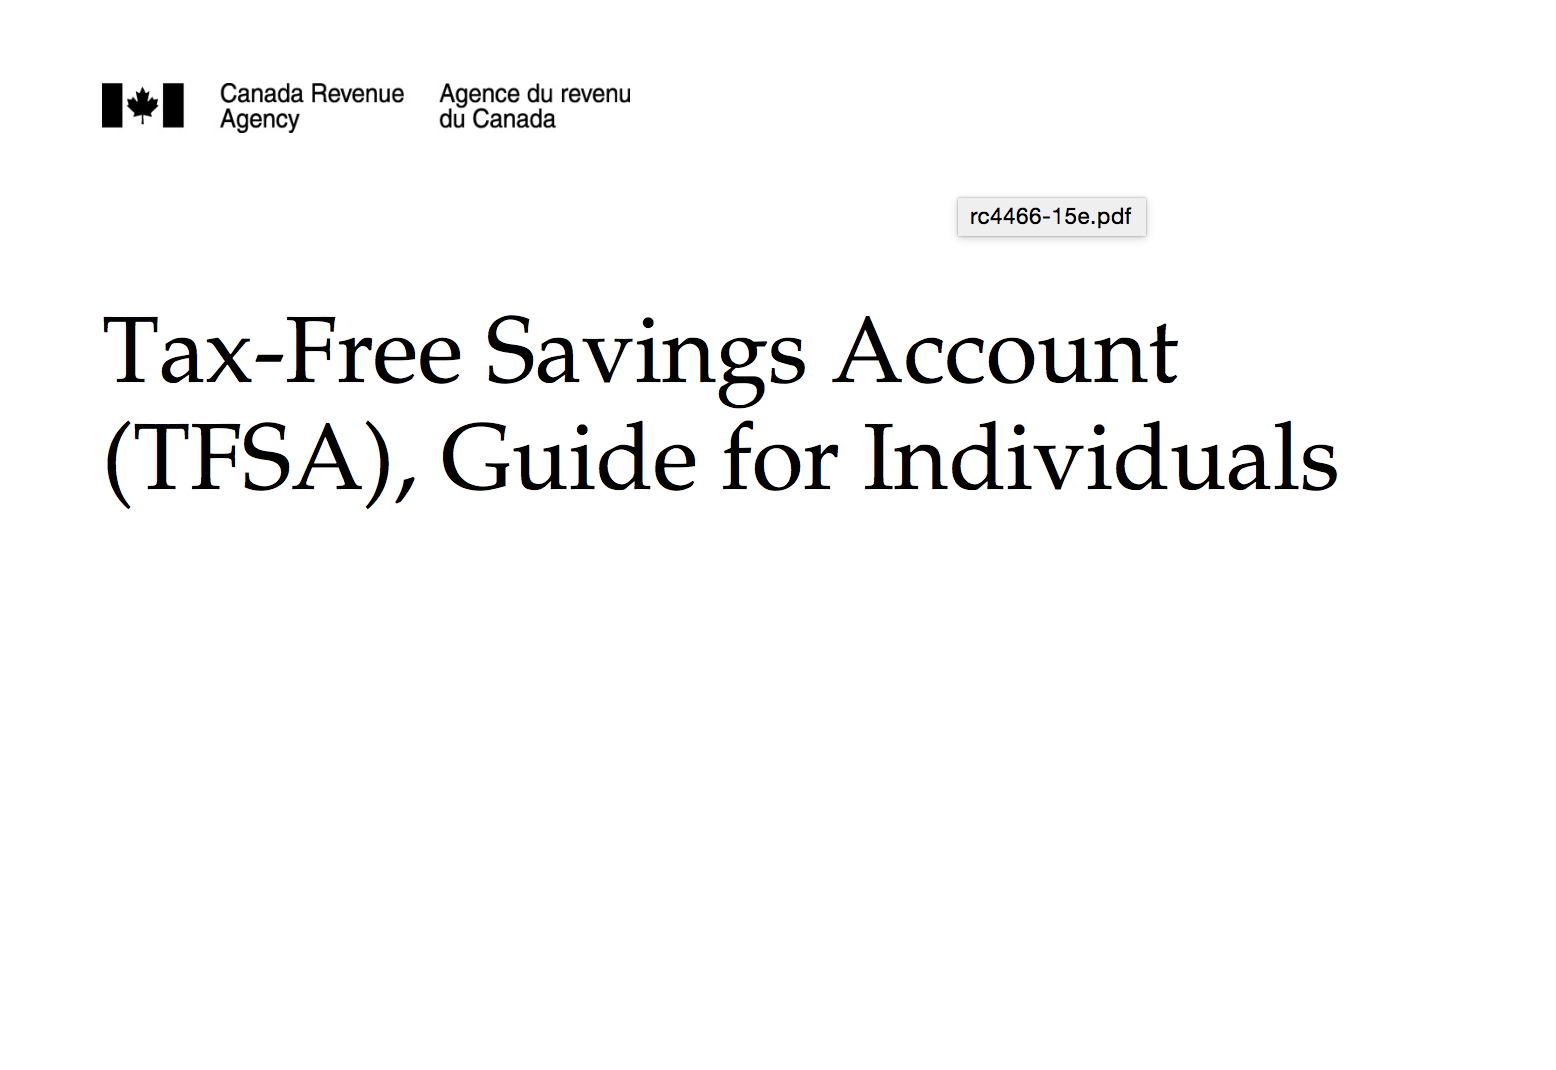 Canada Revenue
Agency
Agence du revenu
du Canada
rc4466-15e.pdf
Tax-Free Savings Account
(TFSA), Guide for Individuals